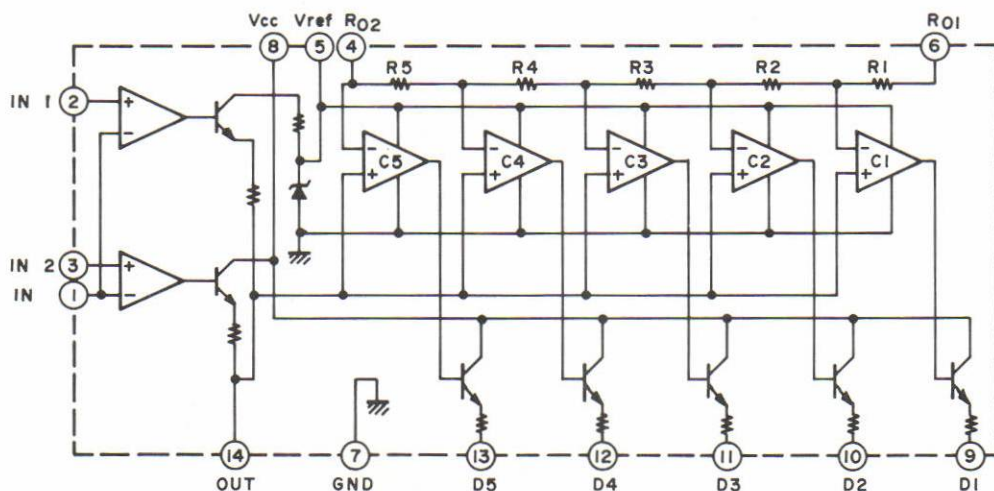 Vcc Vref R02 R01
8 5 4 6
R5 R4 R3 R2 R1
IN 1 2 + -
- + C5 - + C4 - + C3 - + C2 - + C1
IN 2 3 +
IN 1 -
14 7 13 12 11 10 9
OUT GND D5 D4 D3 D2 D1